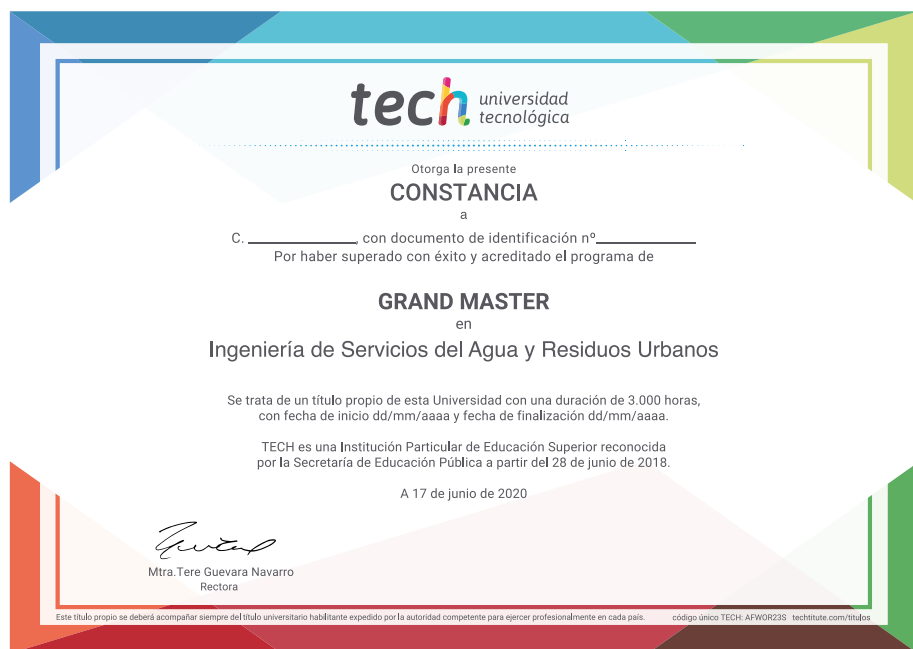 tech universidad
tecnológica
Otorga la presente
CONSTANCIA
a
C. ____________, con documento de identificación nº____________
Por haber superado con éxito y acreditado el programa de
GRAND MASTER
en
Ingeniería de Servicios del Agua y Residuos Urbanos
Se trata de un título propio de esta Universidad con una duración de 3.000 horas,
con fecha de inicio dd/mm/aaaa y fecha de finalización dd/mm/aaaa.
TECH es una Institución Particular de Educación Superior reconocida
por la Secretaría de Educación Pública a partir del 28 de junio de 2018.
A 17 de junio de 2020
Mtra.Tere Guevara Navarro
Rectora
Este título propio se deberá acompañar siempre del título universitario habilitante expedido por la autoridad competente para ejercer profesionalmente en cada país. código único TECH: AFWOR23S techtitute.com/titulos